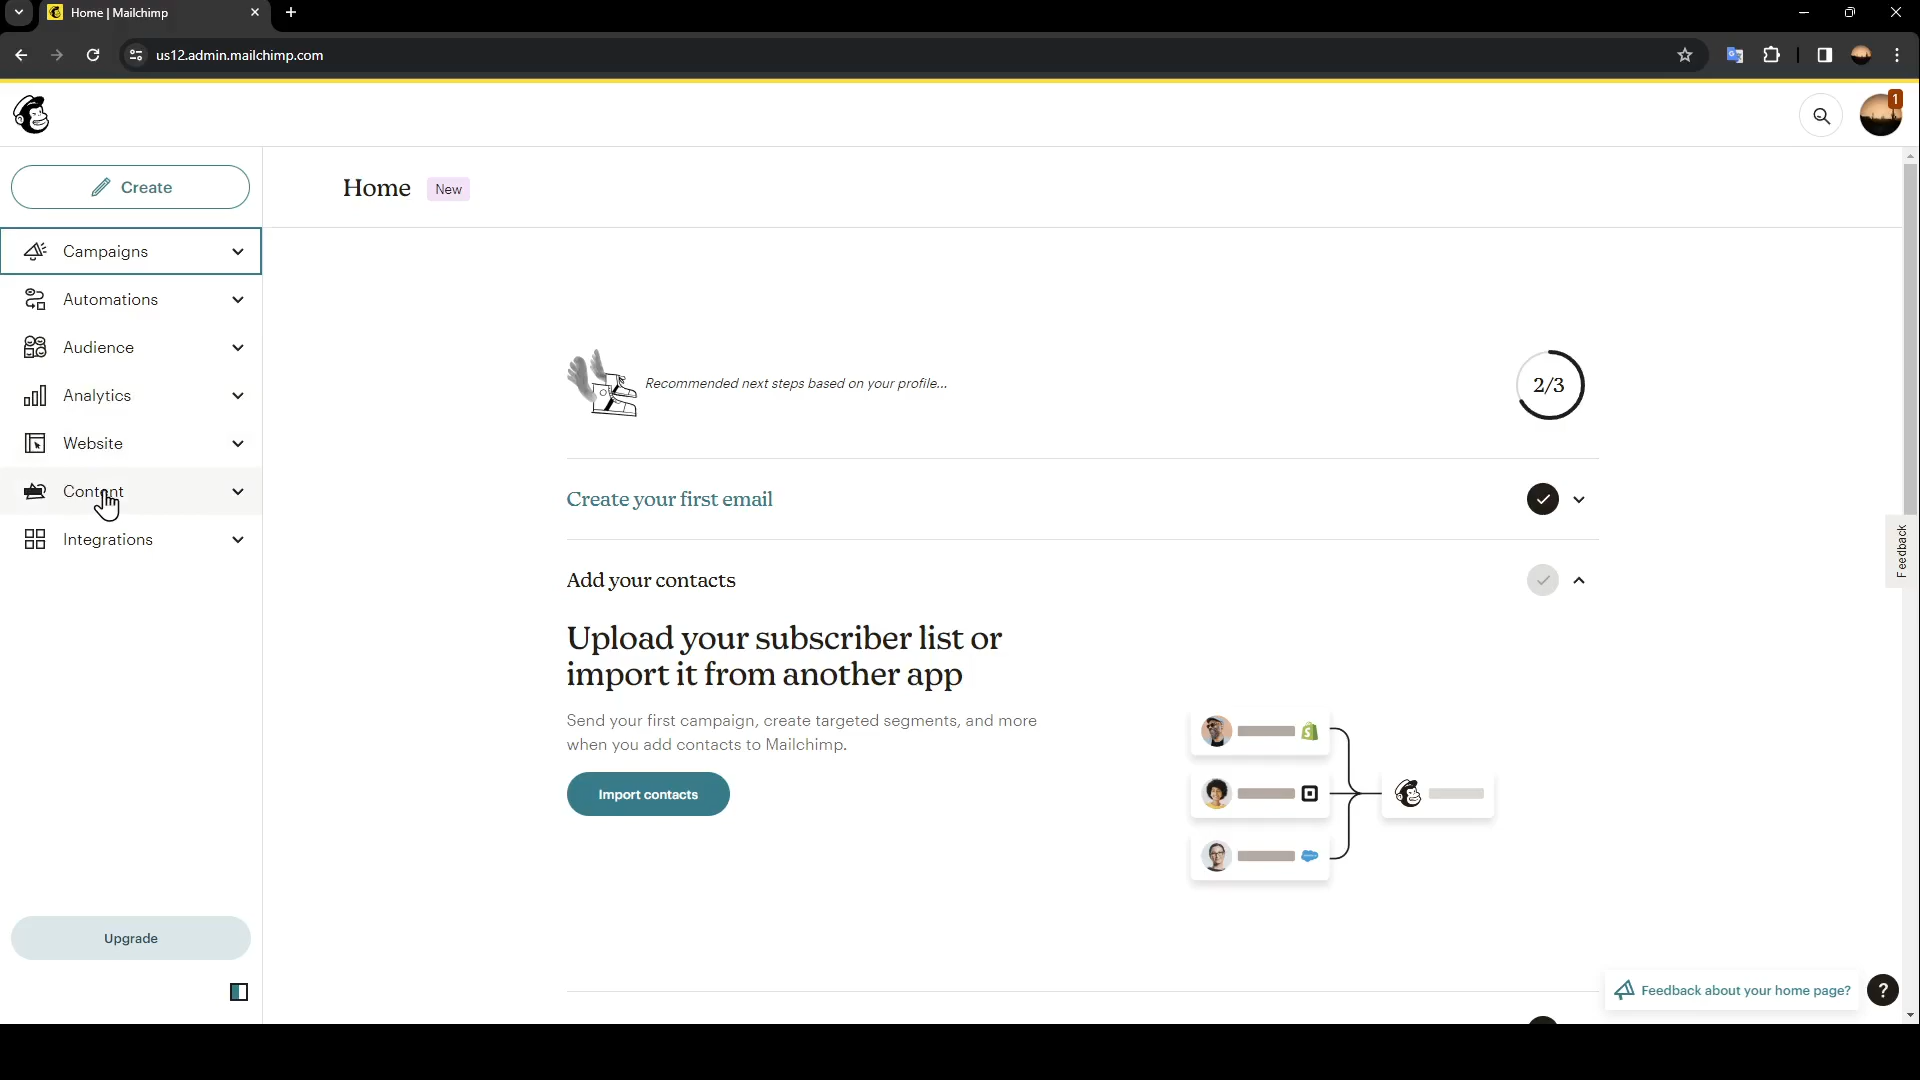 Home | Mailchimp
us12.admin.mailchimp.com
1
Create
Home New
Campaigns
Automations
Audience
Analytics
Website
Content
Integrations
Recommended next steps based on your profile...
2/3
Create your first email
Add your contacts
Upload your subscriber list or
import it from another app
Send your first campaign, create targeted segments, and more
when you add contacts to Mailchimp.
Import contacts
Feedback
Upgrade
Feedback about your home page?
?